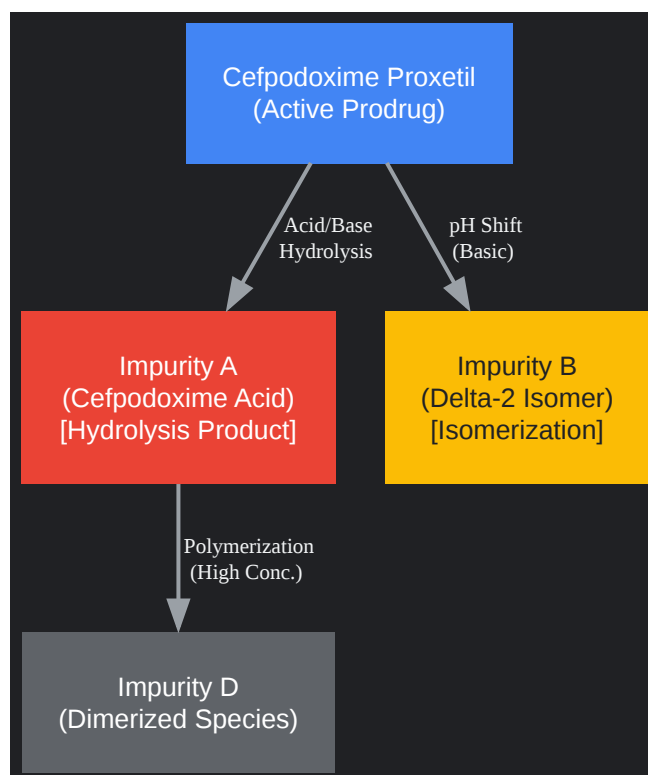 Cefpodoxime Proxetil
(Active Prodrug)
Acid/Base
Hydrolysis
pH Shift
(Basic)
Impurity A
(Cefpodoxime Acid)
[Hydrolysis Product]
Impurity B
(Delta-2 Isomer)
[Isomerization]
Polymerization
(High Conc.)
Impurity D
(Dimerized Species)